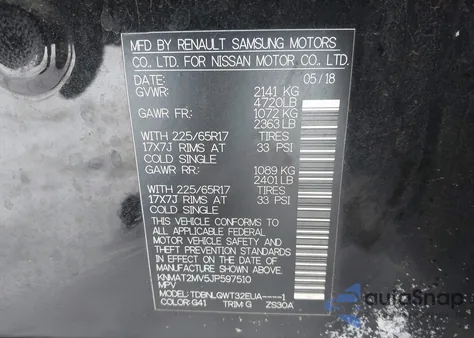 MFD BY RENAULT SAMSUNG MOTORS
CO., LTD. FOR NISSAN MOTOR CO., LTD.
DATE: 05/18
GVWR: 2141 KG
4720LB
GAWR FR: 1072 KG
2363LB
WITH 225/65R17 TIRES
17X7J RIMS AT 33 PSI
COLD SINGLE
GAWR RR: 1089 KG
2401LB
WITH 225/65R17 TIRES
17X7J RIMS AT 33 PSI
COLD SINGLE
THIS VEHICLE CONFORMS TO
ALL APPLICABLE FEDERAL
MOTOR VEHICLE SAFETY AND
THEFT PREVENTION STANDARDS
IN EFFECT ON THE DATE OF
MANUFACTURE SHOWN ABOVE.
KNMAT2MV5JP597510
MPV
MODEL:TDBNLQWT32EUA----1
COLOR:G41 TRIM G ZS30A
AutoSnap